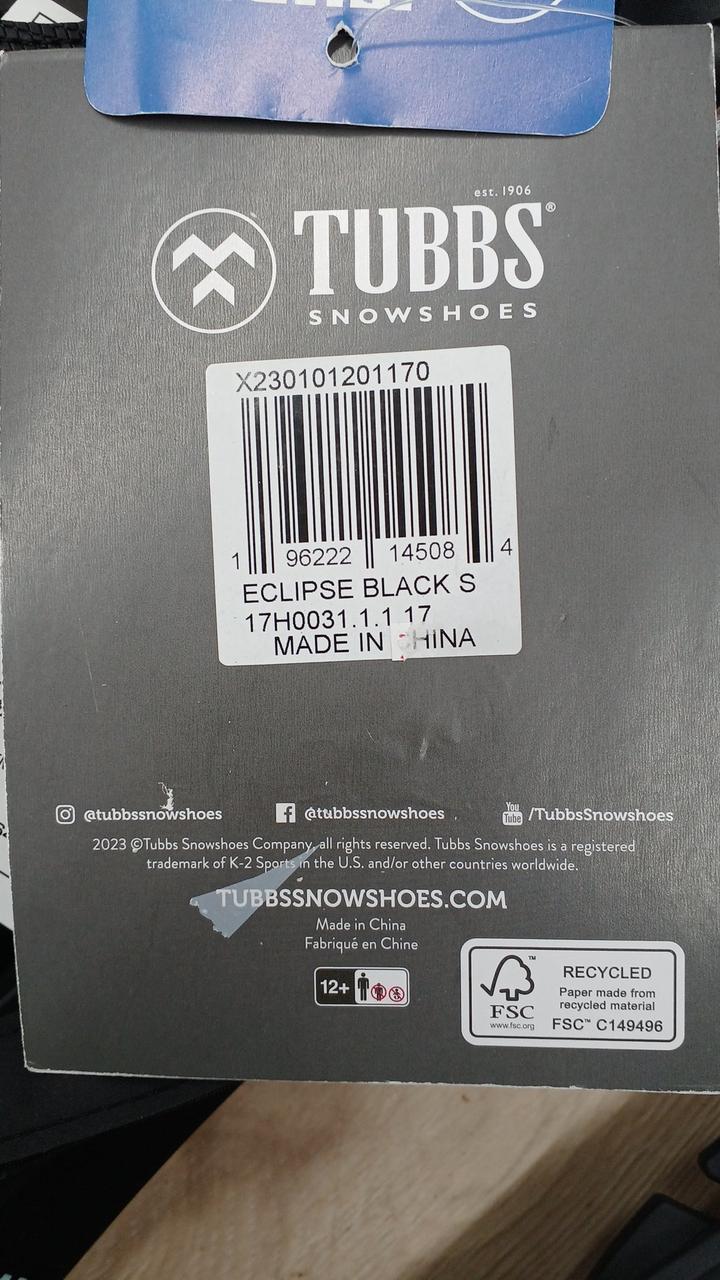 est. 1906
TUBBS®
SNOWSHOES
X230101201170
1 96222 14508 4
ECLIPSE BLACK S
17H0031.1.1 17
MADE IN CHINA
@tubbssnowshoes @tubbssnowshoes You Tube /TubbsSnowshoes
2023 ©Tubbs Snowshoes Company, all rights reserved. Tubbs Snowshoes is a registered
trademark of K-2 Sports in the U.S. and/or other countries worldwide.
TUBBSSNOWSHOES.COM
Made in China
Fabriqué en Chine
12+
FSC™
www.fsc.org
RECYCLED
Paper made from
recycled material
FSC™ C149496